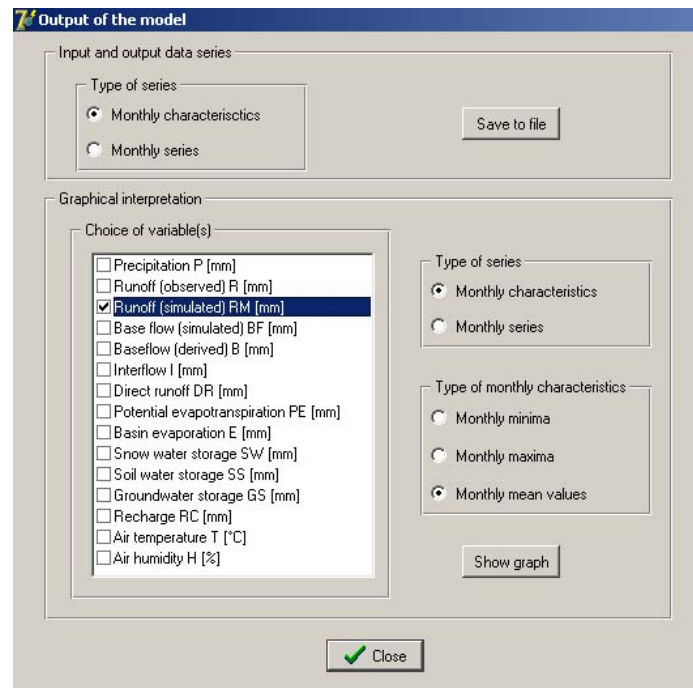 Output of the model
Input and output data series
Type of series
Monthly characterisctics
Monthly series
Save to file
Graphical interpretation
Choice of variable(s)
Precipitation P [mm]
Runoff (observed) R [mm]
Runoff (simulated) RM [mm]
Base flow (simulated) BF [mm]
Baseflow (derived) B [mm]
Interflow I [mm]
Direct runoff DR [mm]
Potential evapotranspiration PE [mm]
Basin evaporation E [mm]
Snow water storage SW [mm]
Soil water storage SS [mm]
Groundwater storage GS [mm]
Recharge RC [mm]
Air temperature T [°C]
Air humidity H [%]
Type of series
Monthly characteristics
Monthly series
Type of monthly characteristics
Monthly minima
Monthly maxima
Monthly mean values
Show graph
Close